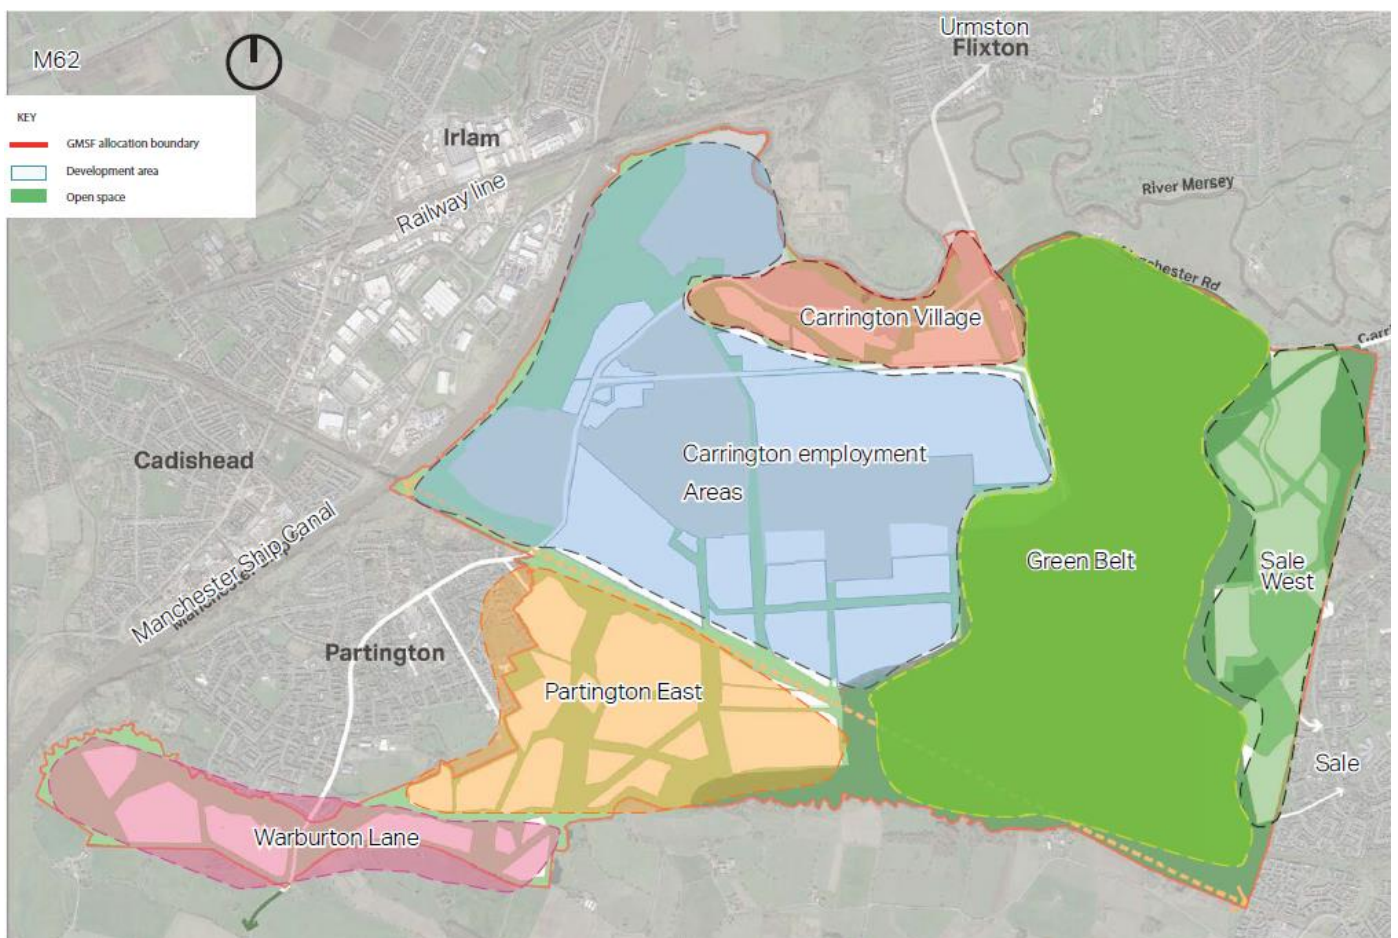 Urmston
Flixton
M62
KEY
GMSF allocation boundary
Development area
Open space
Irlam
Railway line
River Mersey
Rd
Carrington Village
Carrington employment
Areas
Cadishead
Manchester Ship Canal
Green Belt
Sale
West
Partington
Partington East
Sale
Warburton Lane